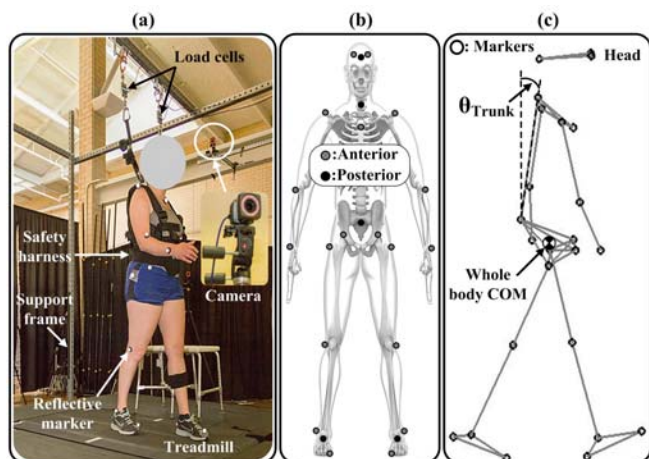 (a)
Load cells
Safety
harness
Camera
Support
frame
Reflective
marker
Treadmill
(b)
:Anterior
:Posterior
(c)
: Markers
Head
θTrunk
Whole
body COM